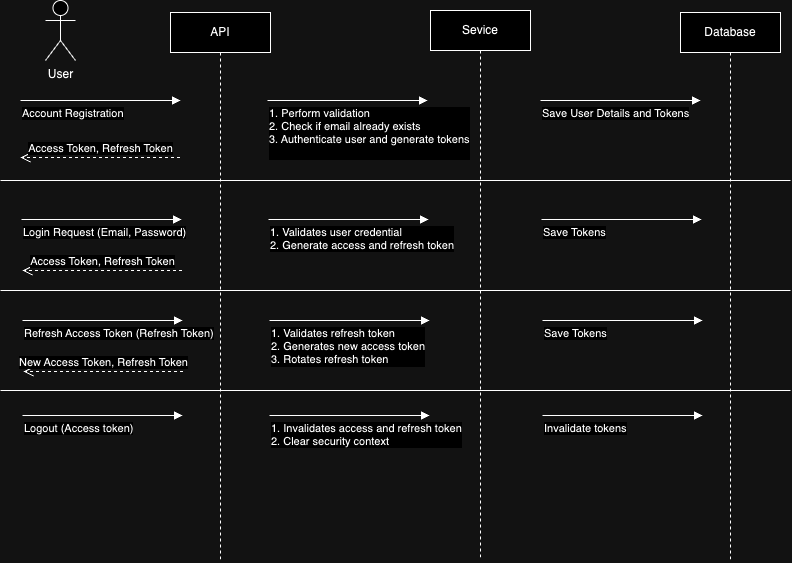 API
Sevice
Database
User
Account Registration
1. Perform validation
2. Check if email already exists
3. Authenticate user and generate tokens
Save User Details and Tokens
Access Token, Refresh Token
Login Request (Email, Password)
1. Validates user credential
2. Generate access and refresh token
Save Tokens
Access Token, Refresh Token
Refresh Access Token (Refresh Token)
1. Validates refresh token
2. Generates new access token
3. Rotates refresh token
Save Tokens
New Access Token, Refresh Token
Logout (Access token)
1. Invalidates access and refresh token
2. Clear security context
Invalidate tokens